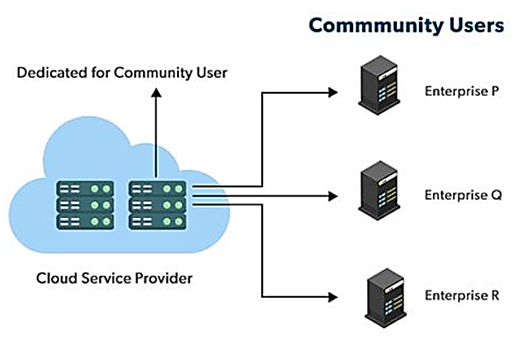 Commmunity Users
Dedicated for Community User
Enterprise P
Enterprise Q
Cloud Service Provider
Enterprise R